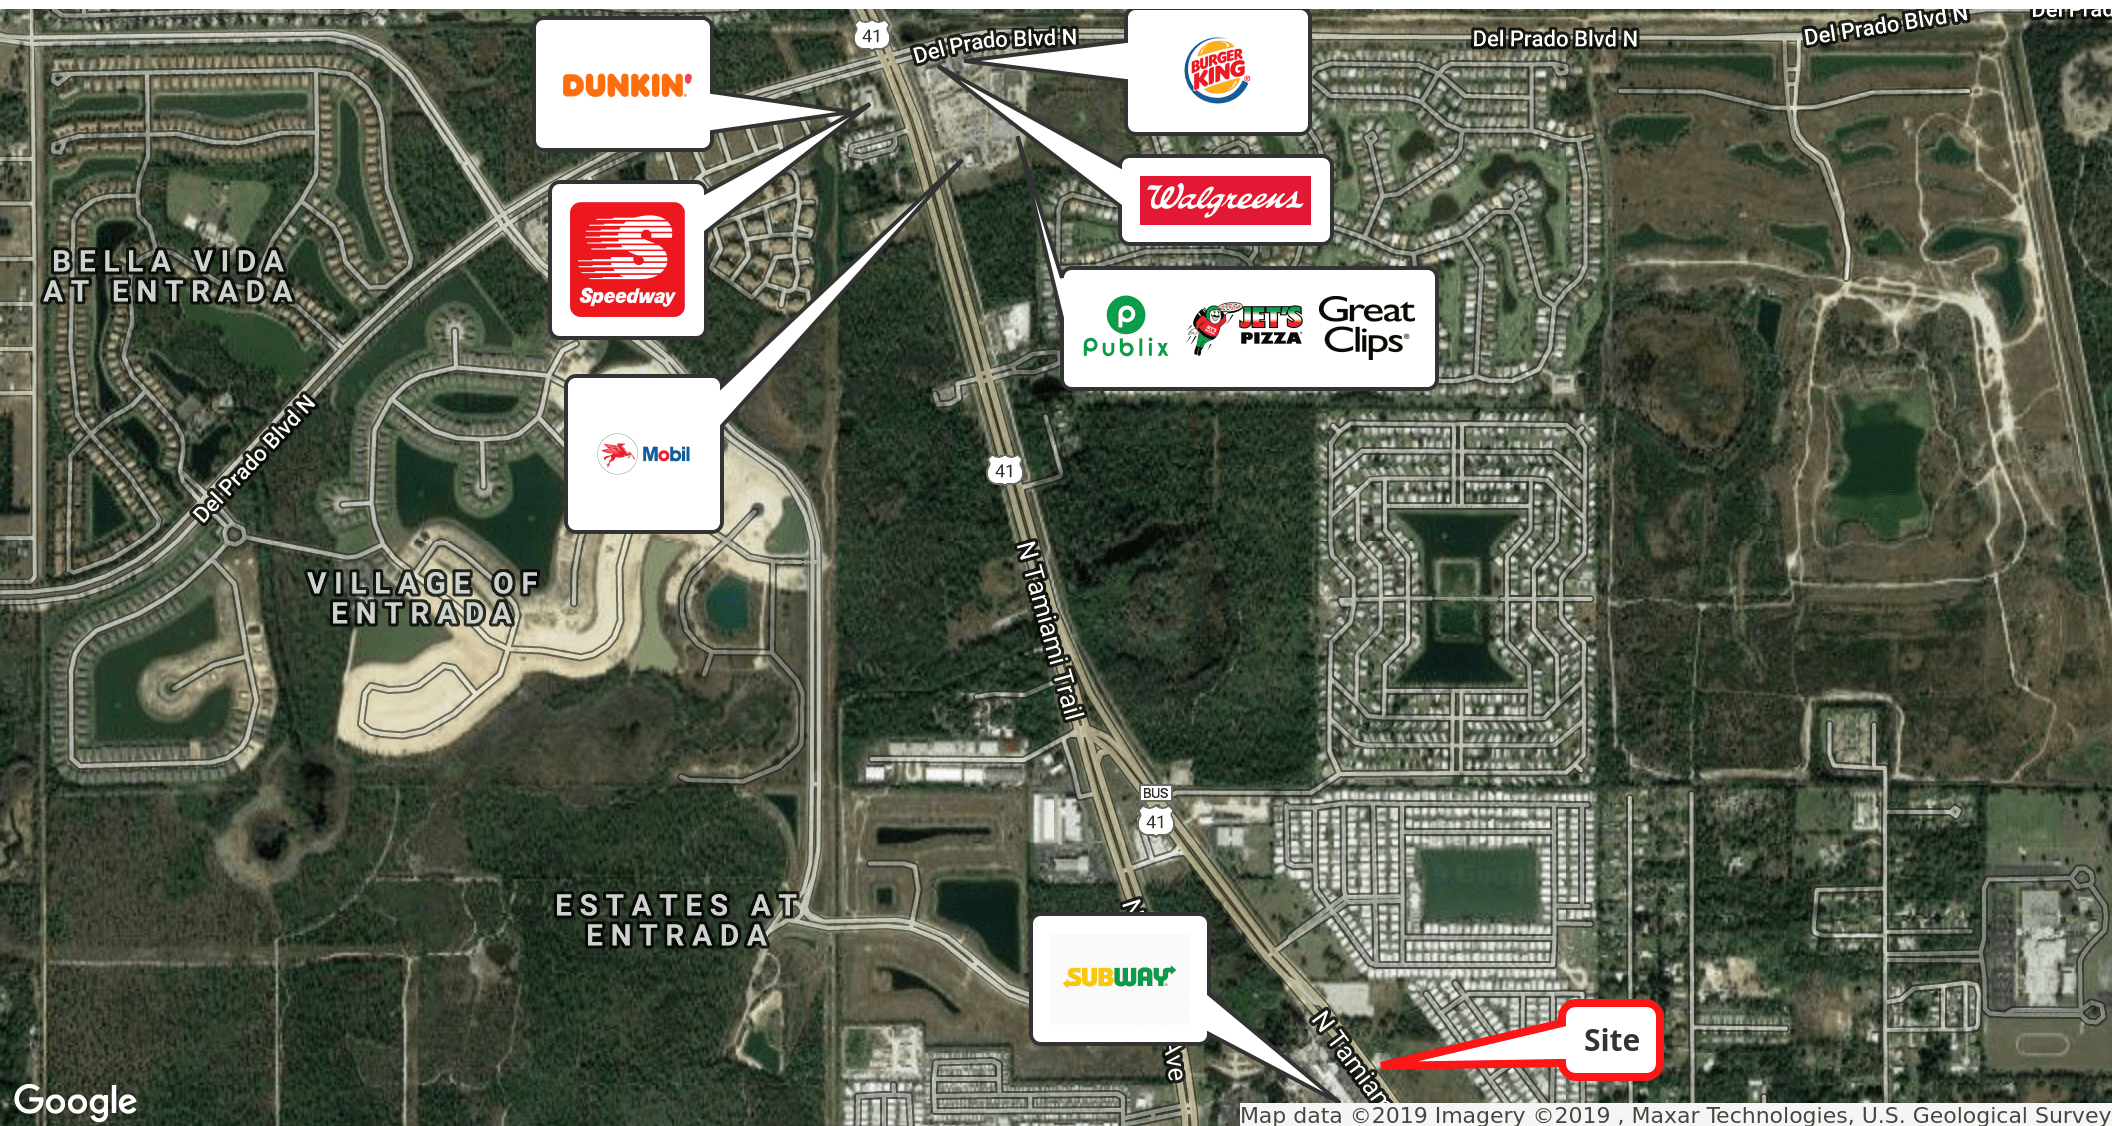 41
Del Prado Blvd N
Del Prado Blvd N
Del Prado Blvd N
DUNKIN'
BURGER
KING
Walgreens
S
Speedway
BELLA VIDA
AT ENTRADA
P
Publix
JET'S
PIZZA
Great
Clips
Mobil
Del Prado Blvd N
41
N Tamiami Trail
VILLAGE OF
ENTRADA
BUS
41
ESTATES AT
ENTRADA
N
SUBWAY
Ave
N Tamiam
Site
Google
Map data ©2019 Imagery ©2019 , Maxar Technologies, U.S. Geological Survey